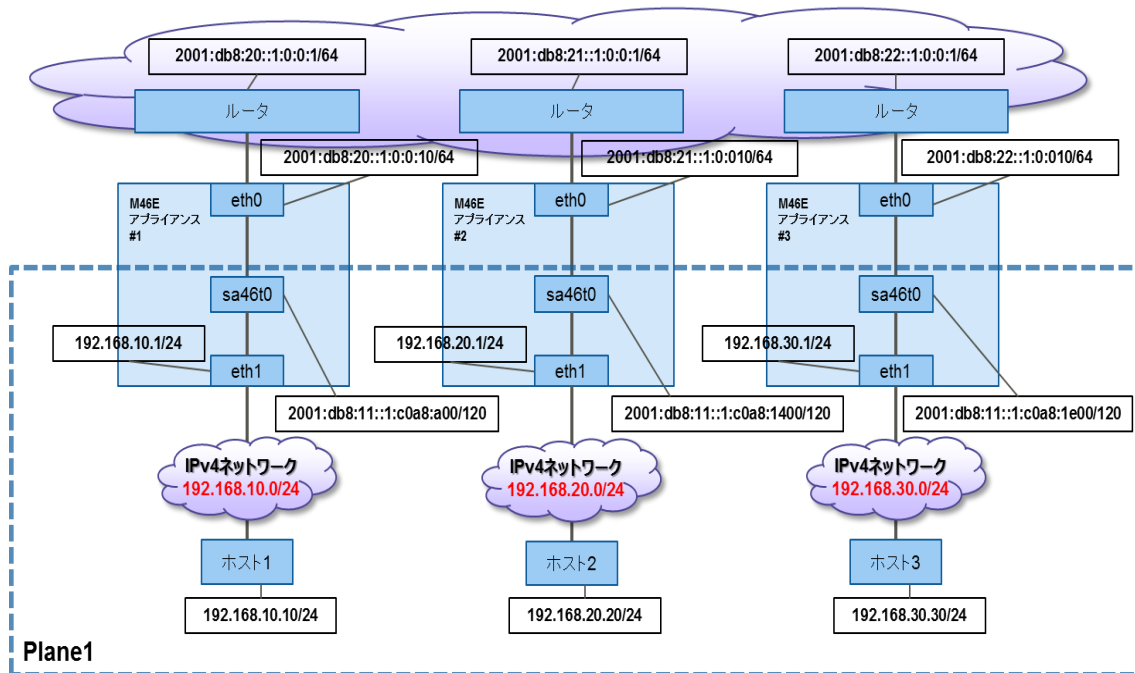 2001:db8:20::1:0:0:1/64
2001:db8:21::1:0:0:1/64
2001:db8:22::1:0:0:1/64
ルータ
ルータ
ルータ
2001:db8:20::1:0:0:10/64
2001:db8:21::1:0:010/64
2001:db8:22::1:0:010/64
M46E
アプライアンス
#1
eth0
M46E
アプライアンス
#2
eth0
M46E
アプライアンス
#3
eth0
sa46t0
sa46t0
sa46t0
192.168.10.1/24
192.168.20.1/24
192.168.30.1/24
eth1
eth1
eth1
2001:db8:11::1:c0a8:a00/120
2001:db8:11::1:c0a8:1400/120
2001:db8:11::1:c0a8:1e00/120
IPv4ネットワーク
192.168.10.0/24
IPv4ネットワーク
192.168.20.0/24
IPv4ネットワーク
192.168.30.0/24
ホスト1
ホスト2
ホスト3
192.168.10.10/24
192.168.20.20/24
192.168.30.30/24
Plane1